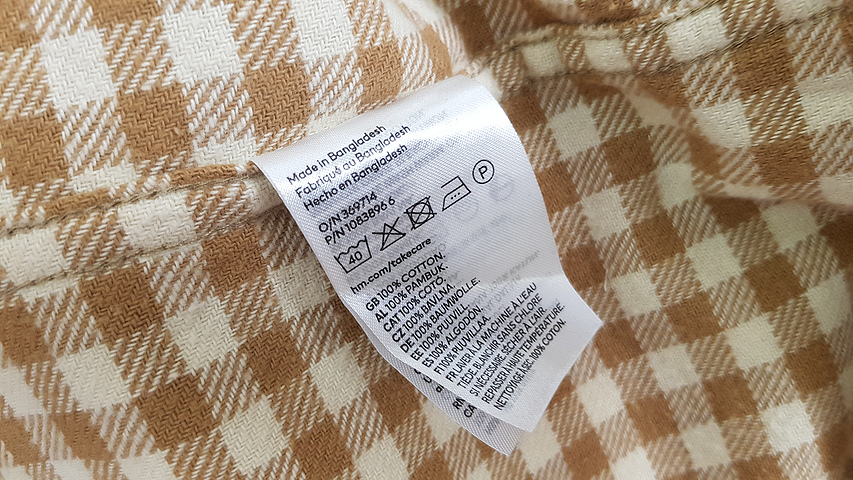 Made in Bangladesh
Fabriqué au Bangladesh
Hecho en Bangladesh
O/N 369714
P/N 1083896 6
40
P
hm.com/takecare
GB 100% COTTON.
AL 100% PAMBUK.
CAT 100% COTÓ.
CZ 100% BAVLNA.
DE 100% BAUMWOLLE.
EE 100% PUUVILL.
ES 100% ALGODÓN.
FI 100% PUUVILLAA.
FR LAVER À LA MACHINE À L'EAU
TIÈDE BLANCHIR SANS CHLORE
SI NÉCESSAIRE SÉCHER À L'AIR
REPASSER À HAUTE TEMPÉRATURE
NETTOYAGE A SEC 100% COTON.